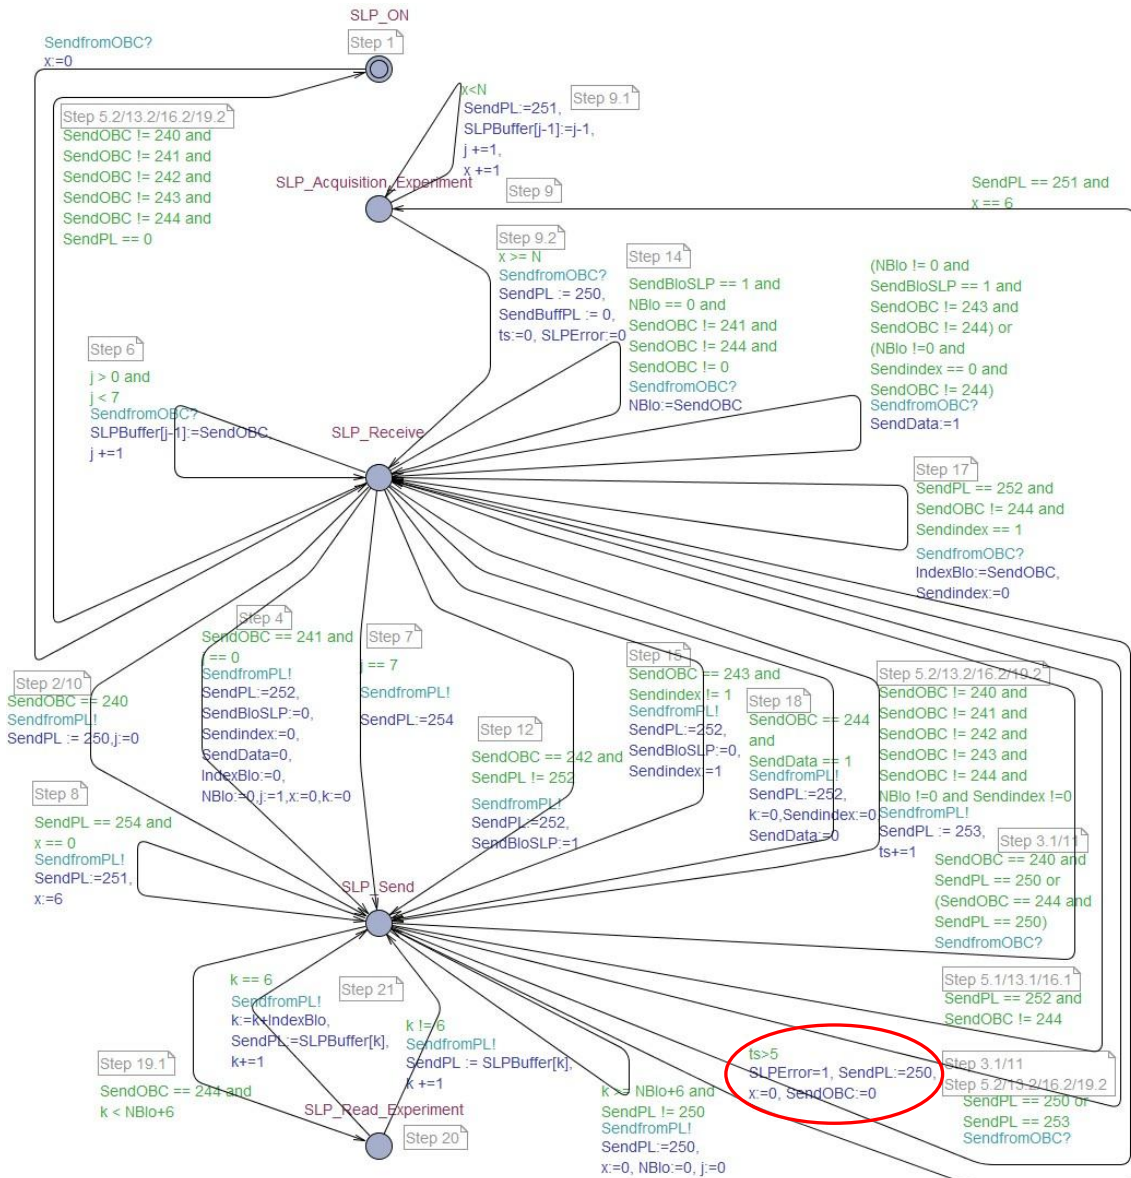 SLP_ON
SendfromOBC?
x:=0
Step 1
Step 5.2/13.2/16.2/19.2
SendOBC != 240 and
SendOBC != 241 and
SendOBC != 242 and
SendOBC != 243 and
SendOBC != 244 and
SendPL == 0
x<N
SendPL:=251,
SLPBuffer[j-1]:=j-1,
j +=1,
x +=1
Step 9.1
SLP_Acquisition_Experiment
Step 9
SendPL == 251 and
x == 6
Step 9.2
x >= N
SendfromOBC?
SendPL := 250,
SendBuffPL := 0,
ts:=0, SLPError:=0
Step 14
SendBloSLP == 1 and
NBlo == 0 and
SendOBC != 241 and
SendOBC != 244 and
SendOBC != 0
SendfromOBC?
NBlo:=SendOBC
(NBlo != 0 and
SendBloSLP == 1 and
SendOBC != 243 and
SendOBC != 244) or
(NBlo !=0 and
Sendindex == 0 and
SendOBC != 244)
SendfromOBC?
SendData:=1
Step 6
j > 0 and
j < 7
SendfromOBC?
SLPBuffer[j-1]:=SendOBC,
j +=1
SLP_Receive
Step 17
SendPL == 252 and
SendOBC != 244 and
Sendindex == 1
SendfromOBC?
IndexBlo:=SendOBC,
Sendindex:=0
Step 2/10
SendOBC == 240
SendfromPL!
SendPL := 250,j:=0
Step 4
SendOBC == 241 and
j == 0
SendfromPL!
SendPL:=252,
SendBloSLP:=0,
Sendindex:=0,
SendData=0,
IndexBlo:=0,
NBlo:=0,j:=1,x:=0,k:=0
Step 7
j == 7
SendfromPL!
SendPL:=254
Step 12
SendOBC == 242 and
SendPL != 252
SendfromPL!
SendPL:=252,
SendBloSLP:=1
Step 15
SendOBC == 243 and
Sendindex != 1
SendfromPL!
SendPL:=252,
SendBloSLP:=0,
Sendindex:=1
Step 18
SendOBC == 244
and
SendData == 1
SendfromPL!
SendPL:=252,
k:=0,Sendindex:=0
SendData:=0
Step 5.2/13.2/16.2/19.2
SendOBC != 240 and
SendOBC != 241 and
SendOBC != 242 and
SendOBC != 243 and
SendOBC != 244 and
NBlo !=0 and Sendindex !=0
SendfromPL!
SendPL := 253,
ts+=1
Step 8
SendPL == 254 and
x == 0
SendfromPL!
SendPL:=251,
x:=6
SLP_Send
Step 3.1/11
SendOBC == 240 and
SendPL == 250 or
(SendOBC == 244 and
SendPL == 250)
SendfromOBC?
Step 5.1/13.1/16.1
SendPL == 252 and
SendOBC != 244
Step 19.1
SendOBC == 244 and
k < NBlo+6
k == 6
SendfromPL!
k:=k+IndexBlo,
SendPL:=SLPBuffer[k],
k+=1
Step 21
k != 6
SendfromPL!
SendPL := SLPBuffer[k],
k +=1
SLP_Read_Experiment
Step 20
k >= NBlo+6 and
SendPL != 250
SendfromPL!
SendPL:=250,
x:=0, NBlo:=0, j:=0
ts>5
SLPError=1, SendPL:=250,
x:=0, SendOBC:=0
Step 3.1/11
Step 5.2/13.2/16.2/19.2
SendPL == 250 or
SendPL == 253
SendfromOBC?